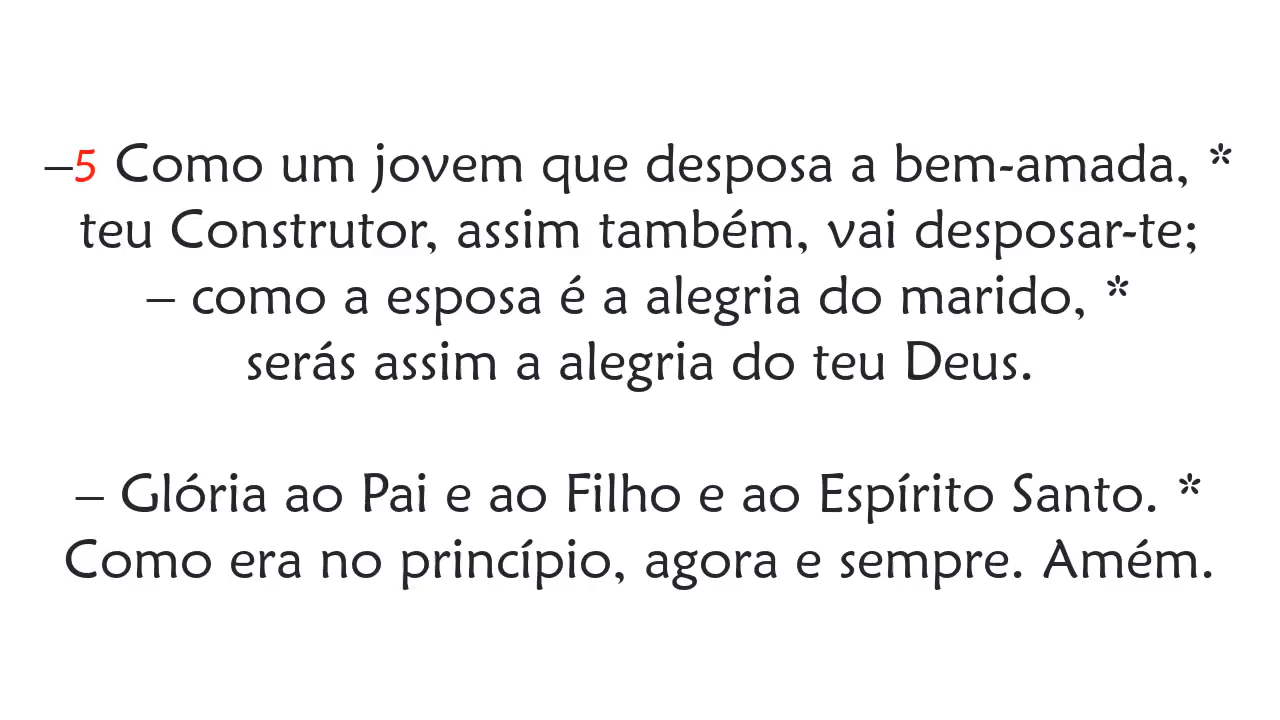 –5 Como um jovem que desposa a bem-amada, *
teu Construtor, assim também, vai desposar-te;
– como a esposa é a alegria do marido, *
serás assim a alegria do teu Deus.
– Glória ao Pai e ao Filho e ao Espírito Santo. *
Como era no princípio, agora e sempre. Amém.